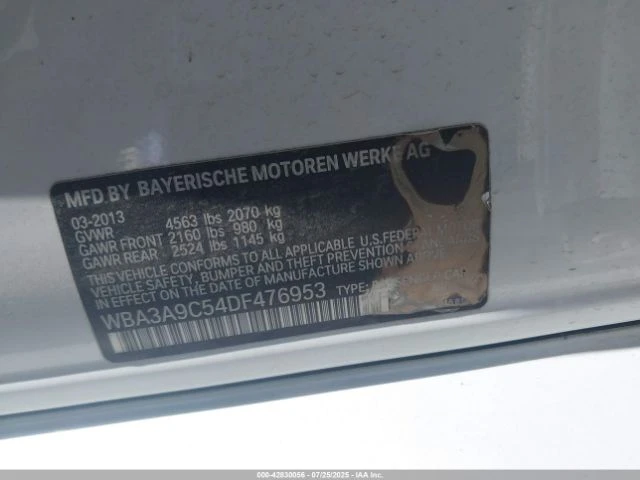 MFD BY BAYERISCHE MOTOREN WERKE AG
03-2013
GVWR 4563 lbs 2070 kg
GAWR FRONT 2160 lbs 980 kg
GAWR REAR 2524 lbs 1145 kg
THIS VEHICLE CONFORMS TO ALL APPLICABLE U.S. FEDERAL MOTOR
VEHICLE SAFETY, BUMPER AND THEFT PREVENTION STANDARDS
IN EFFECT ON THE DATE OF MANUFACTURE SHOWN ABOVE.
WBA3A9C54DF476953 TYPE: PASSENGER CAR
000-42830056 - 07/25/2025 - © IAA Inc.